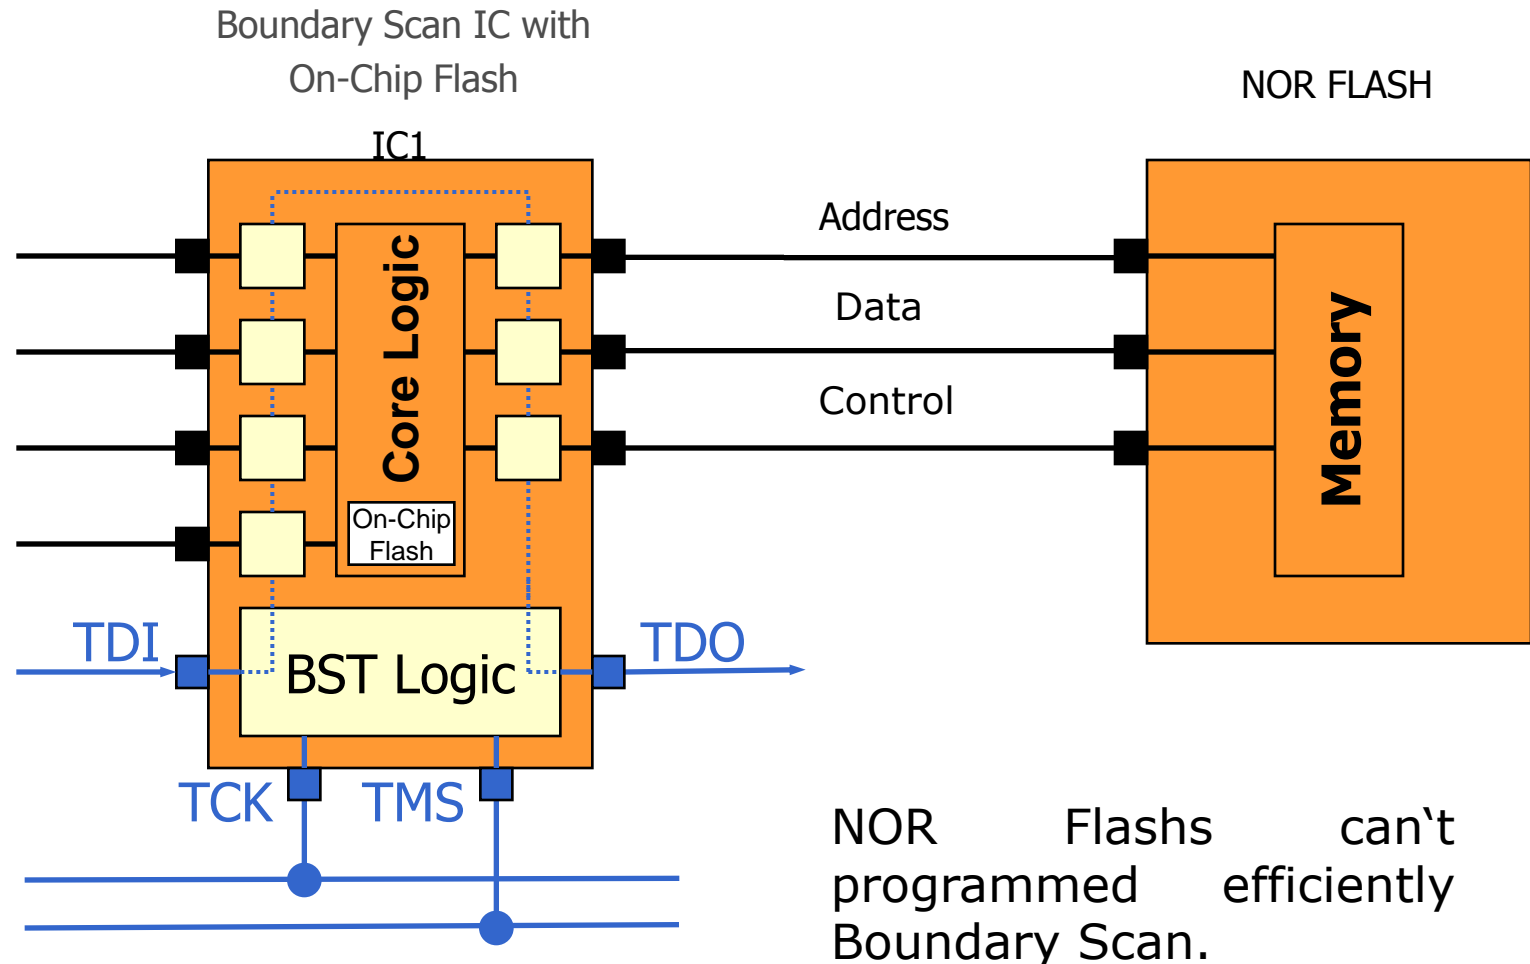 Boundary Scan IC with
On-Chip Flash
NOR FLASH
IC1
Address
Data
Control
Core Logic
On-Chip
Flash
Memory
TDI
BST Logic
TDO
TCK
TMS
NOR Flashs can‘t
programmed efficiently
Boundary Scan.